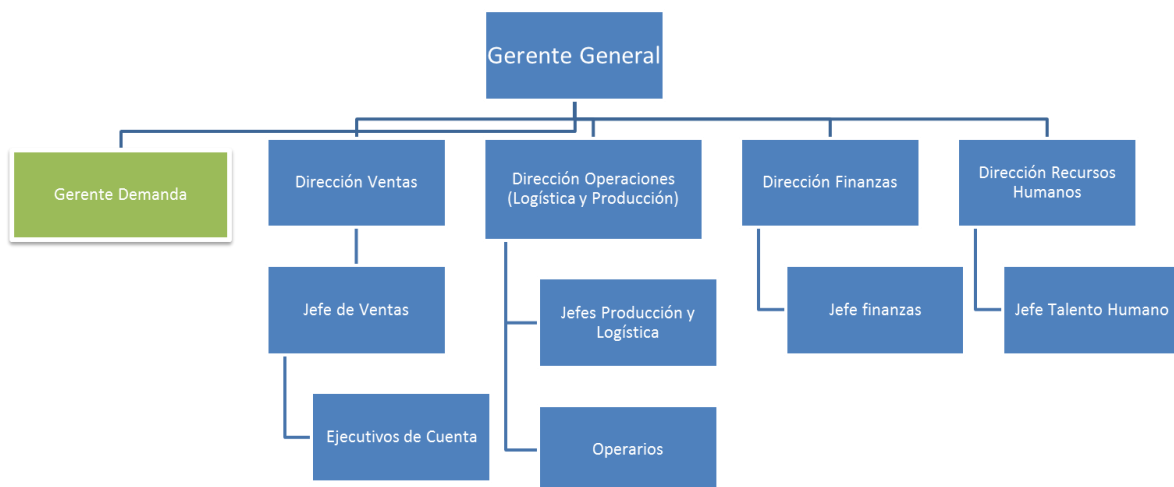 Gerente General
Gerente Demanda
Dirección Ventas
Dirección Operaciones
(Logística y Producción)
Dirección Finanzas
Dirección Recursos
Humanos
Jefe de Ventas
Jefes Producción y
Logística
Jefe finanzas
Jefe Talento Humano
Ejecutivos de Cuenta
Operarios